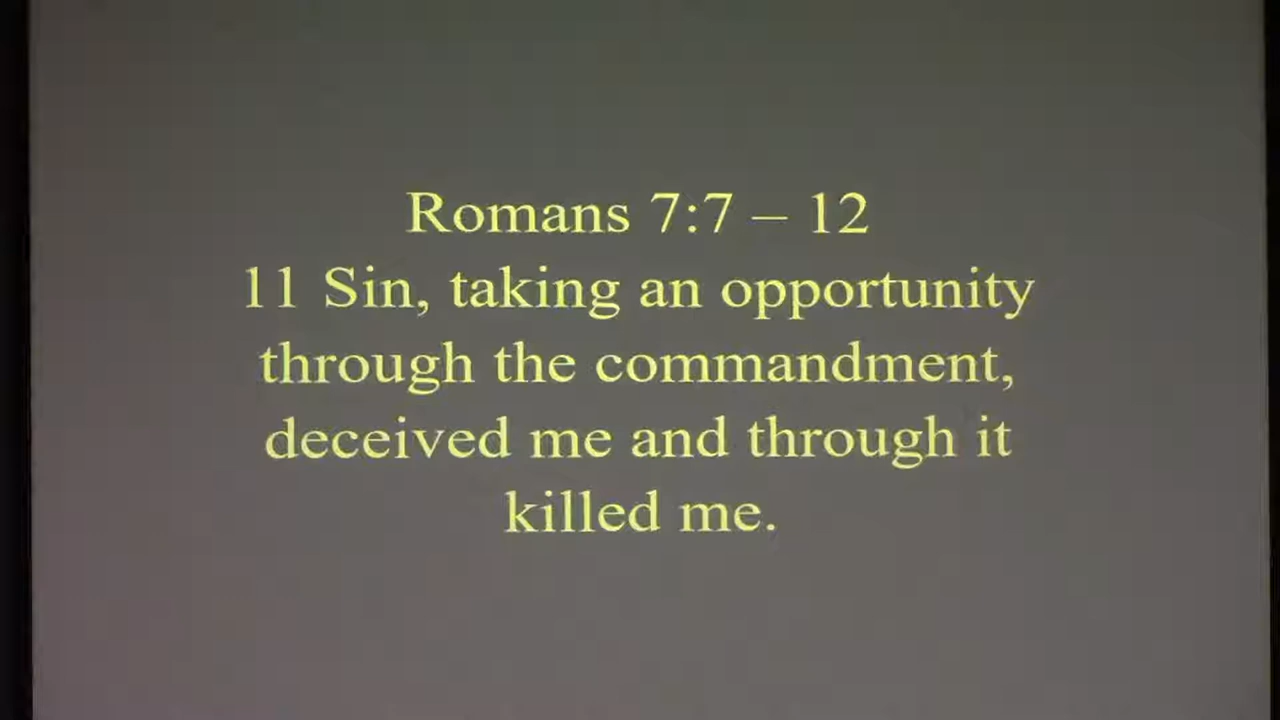 Romans 7:7 – 12
11 Sin, taking an opportunity
through the commandment,
deceived me and through it
killed me.